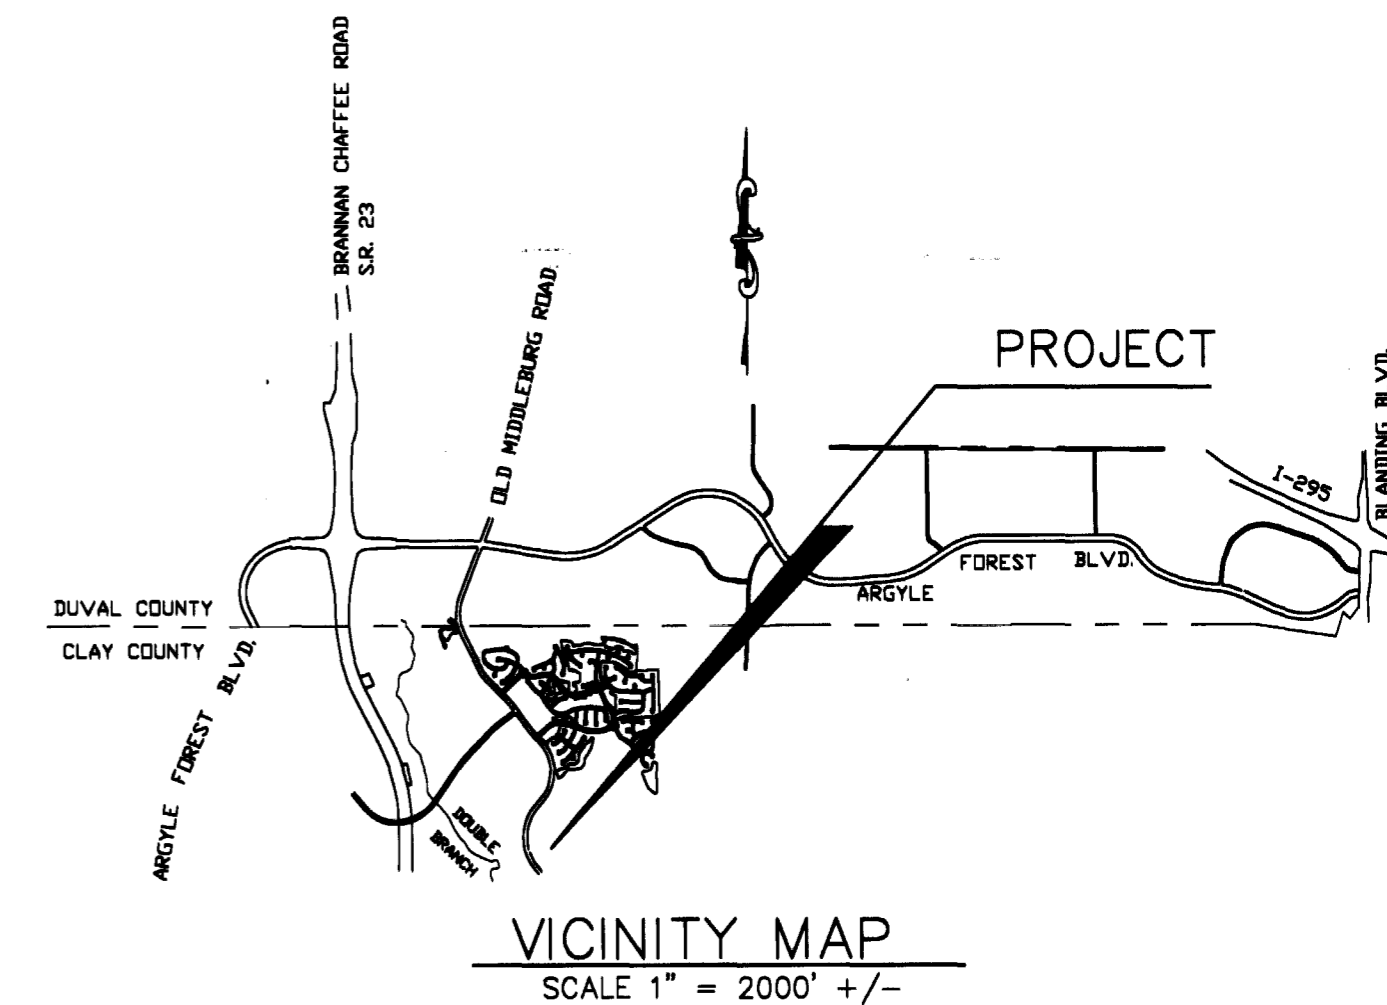 BRANNAN CHAFFEE ROAD
S.R. 23
OLD MIDDLEBURG ROAD.
PROJECT
BLANDING BLVD.
I-295
FOREST BLVD.
ARGYLE
DUVAL COUNTY
CLAY COUNTY
ARGYLE FOREST BLVD.
DOUBLE
BRANCH
VICINITY MAP
SCALE 1" = 2000' +/-